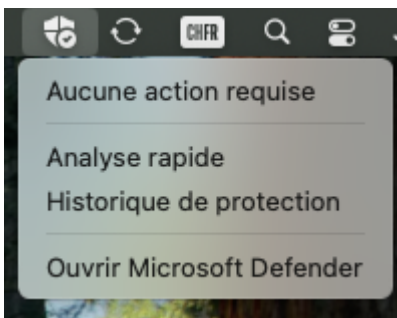 CHFR
Aucune action requise
Analyse rapide
Historique de protection
Ouvrir Microsoft Defender